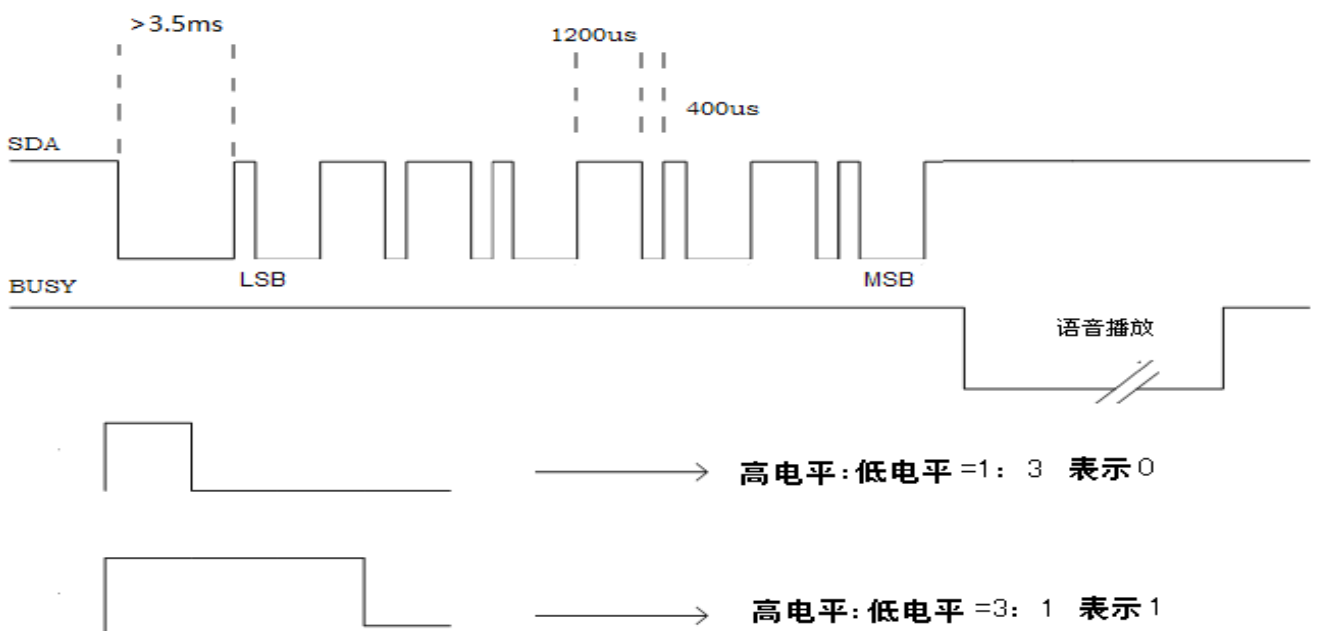 >3.5ms
1200us
400us
SDA
LSB
MSB
BUSY
语音播放
高电平:低电平=1: 3 表示0
高电平:低电平=3: 1 表示1